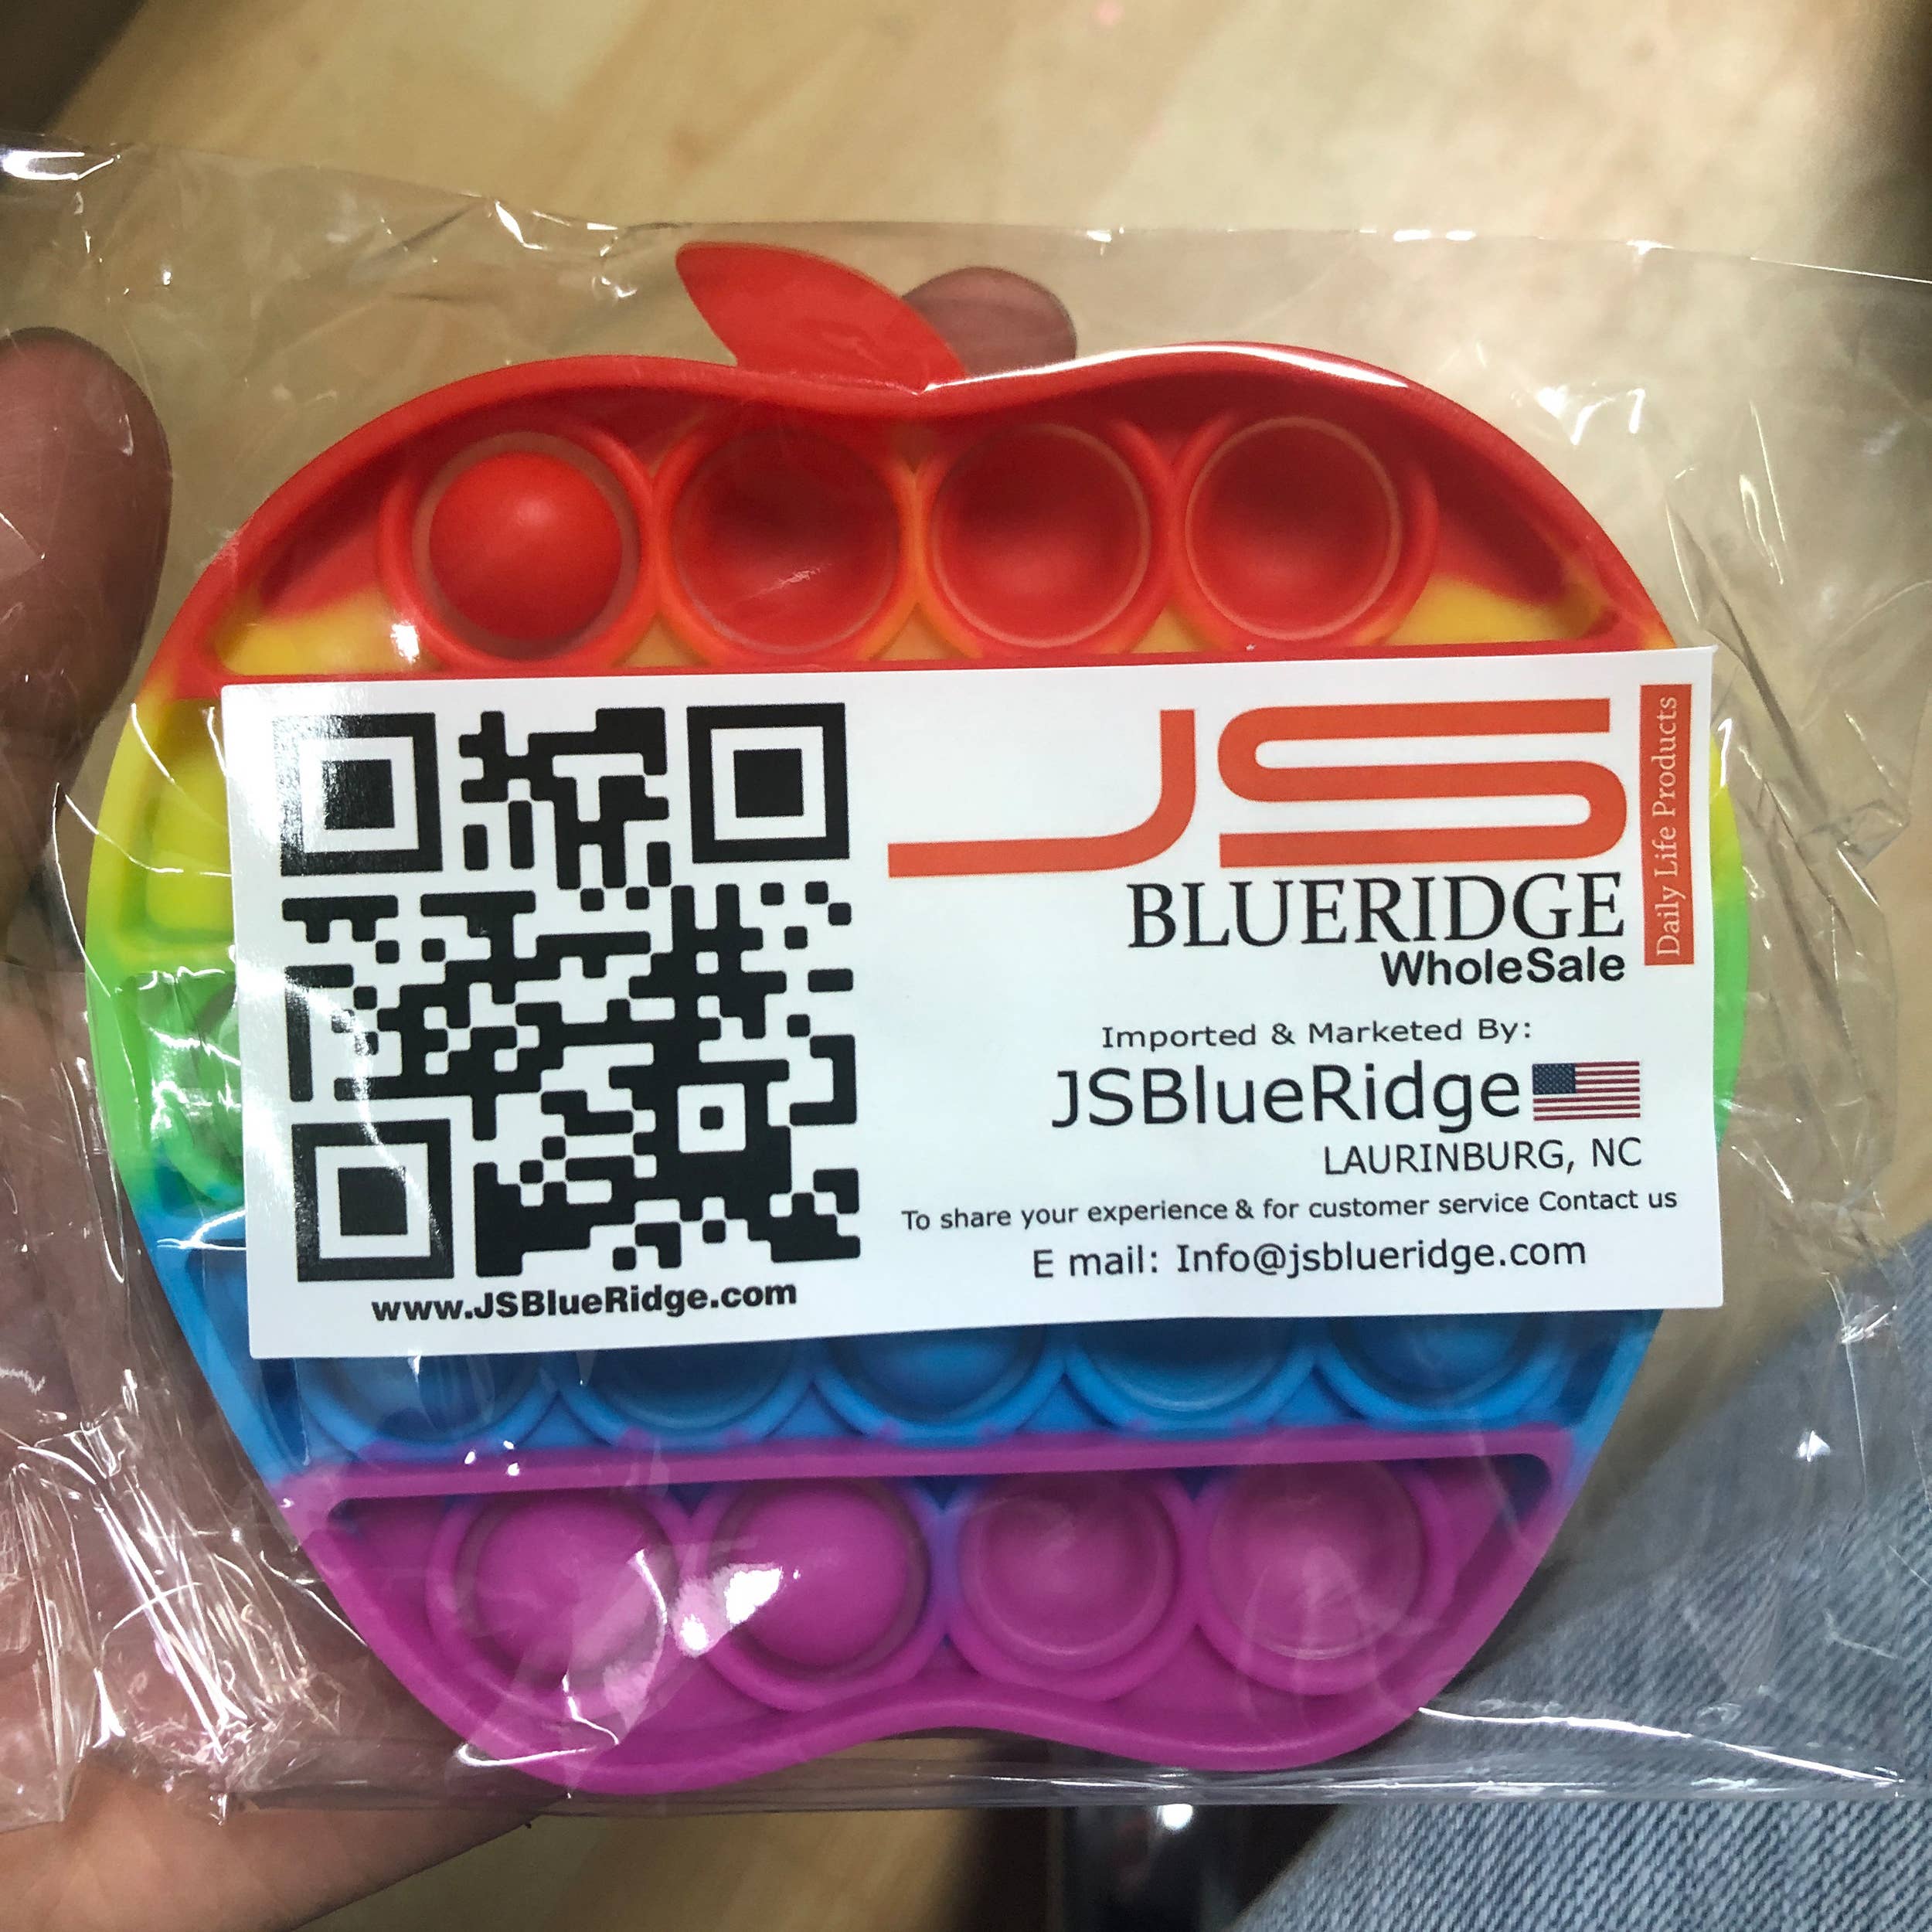 JS
Daily Life Products
BLUERIDGE
WholeSale
Imported & Marketed By:
JSBlueRidge
LAURINBURG, NC
To share your experience & for customer service Contact us
E mail: Info@jsblueridge.com
www.JSBlueRidge.com